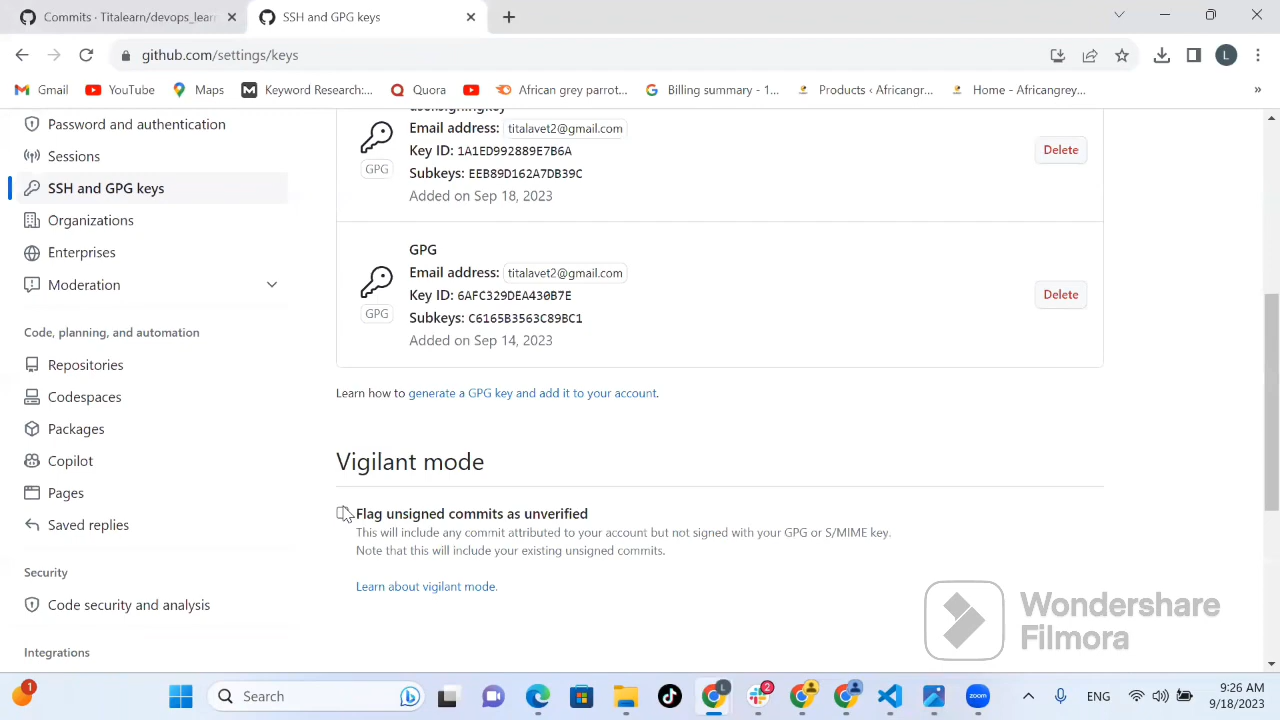 Commits · Titalearn/devops_learn
SSH and GPG keys
github.com/settings/keys
L
Gmail
YouTube
Maps
Keyword Research:...
Quora
African grey parrot...
Billing summary - 1...
Products ‹ Africangr...
Home - Africangrey...
»
Password and authentication
Sessions
SSH and GPG keys
Organizations
Enterprises
Moderation
Code, planning, and automation
Repositories
Codespaces
Packages
Copilot
Pages
Saved replies
Security
Code security and analysis
Integrations
Email address: titalavet2@gmail.com
Key ID: 1A1ED992889E7B6A
Subkeys: EEB89D162A7DB39C
Added on Sep 18, 2023
GPG
Delete
GPG
Email address: titalavet2@gmail.com
Key ID: 6AFC329DEA430B7E
Subkeys: C6165B3563C89BC1
Added on Sep 14, 2023
GPG
Delete
Learn how to generate a GPG key and add it to your account.
Vigilant mode
Flag unsigned commits as unverified
This will include any commit attributed to your account but not signed with your GPG or S/MIME key.
Note that this will include your existing unsigned commits.
Learn about vigilant mode.
Wondershare
Filmora
1
Search
L
2
zoom
ENG
9:26 AM
9/18/2023